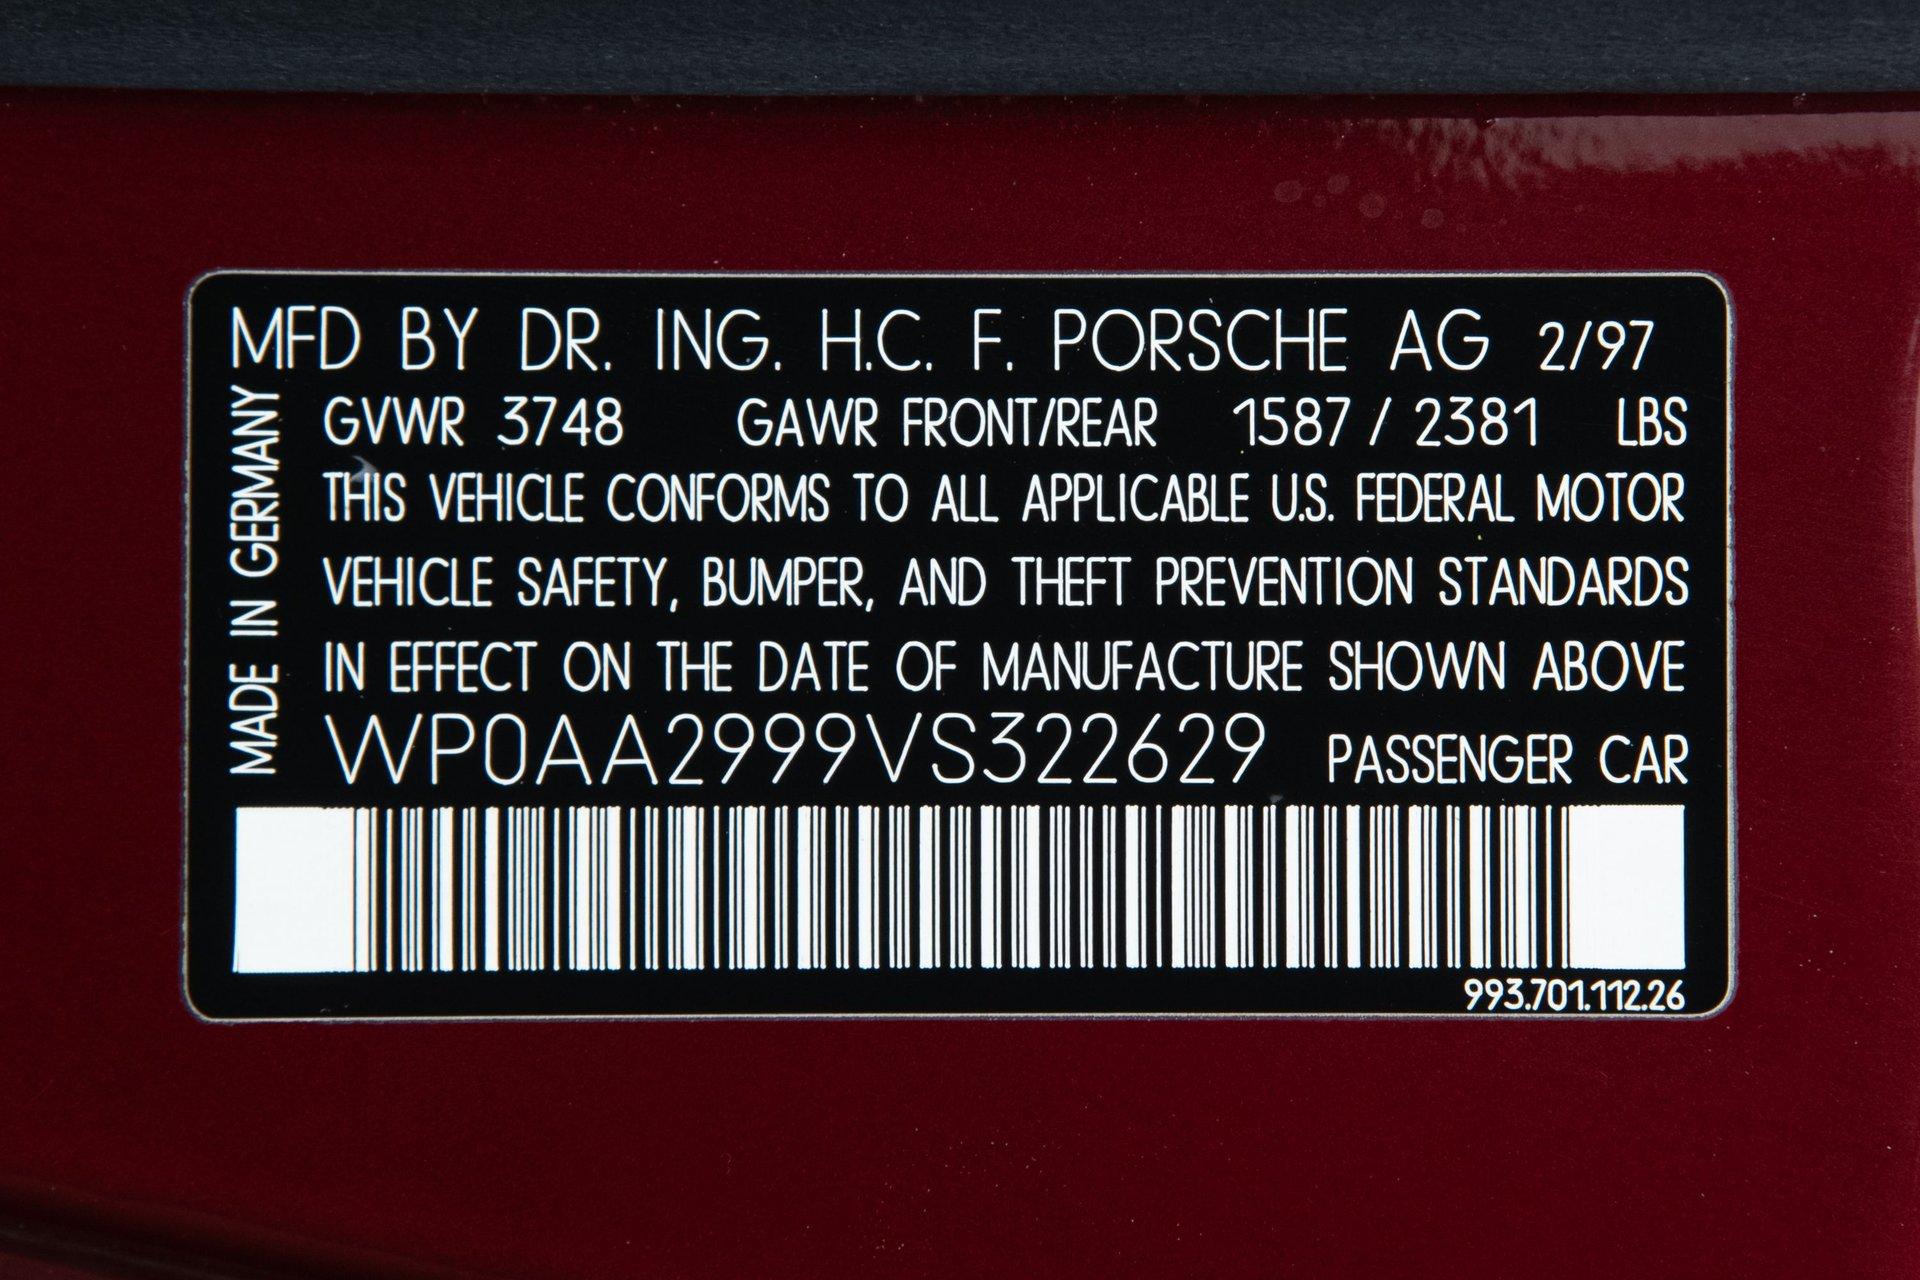 MFD BY DR. ING. H.C. F. PORSCHE AG 2/97
GVWR 3748 GAWR FRONT/REAR 1587 / 2381 LBS
THIS VEHICLE CONFORMS TO ALL APPLICABLE U.S. FEDERAL MOTOR
VEHICLE SAFETY, BUMPER, AND THEFT PREVENTION STANDARDS
IN EFFECT ON THE DATE OF MANUFACTURE SHOWN ABOVE
WP0AA2999VS322629 PASSENGER CAR
MADE IN GERMANY
993.701.112.26